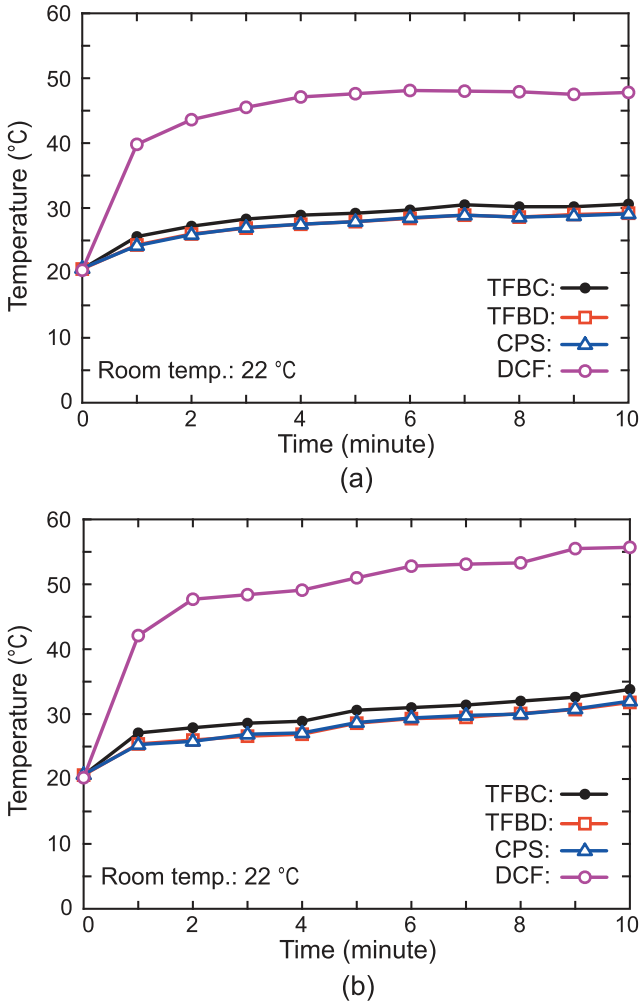 60
50
40
30
20
10
0
Temperature (°C)
TFBC:
TFBD:
CPS:
DCF:
Room temp.: 22 ℃
0 2 4 6 8 10
Time (minute)
(a)
60
50
40
30
20
10
0
Temperature (°C)
TFBC:
TFBD:
CPS:
DCF:
Room temp.: 22 ℃
0 2 4 6 8 10
Time (minute)
(b)